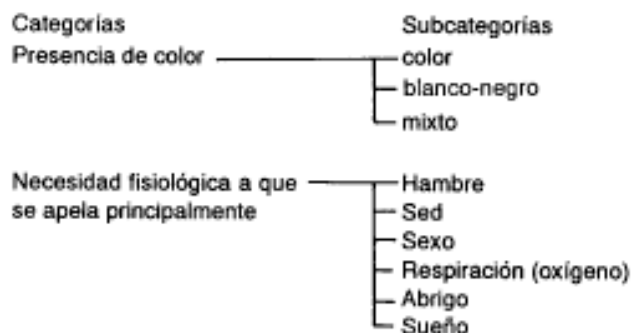 Categorías Subcategorías
Presencia de color color
blanco-negro
mixto
Necesidad fisiológica a que Hambre
se apela principalmente Sed
Sexo
Respiración (oxígeno)
Abrigo
Sueño